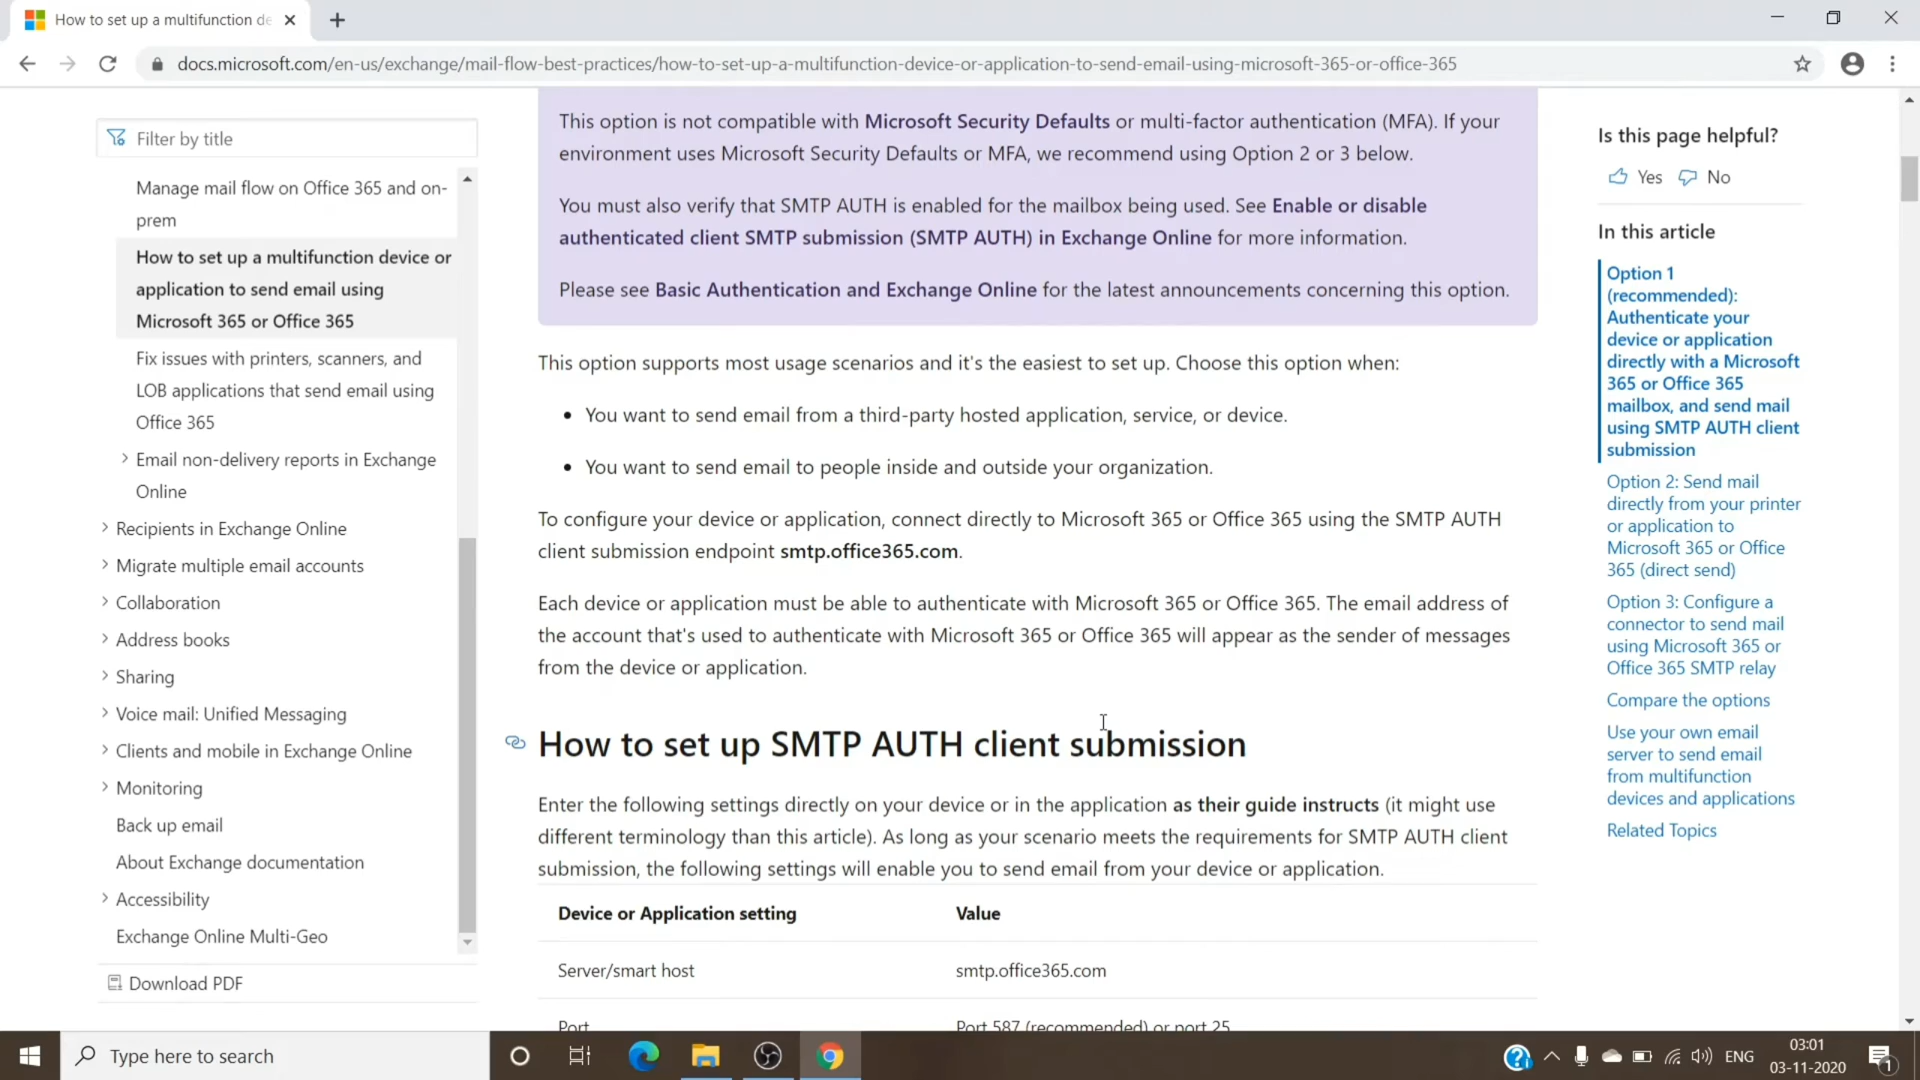 How to set up a multifunction de
docs.microsoft.com/en-us/exchange/mail-flow-best-practices/how-to-set-up-a-multifunction-device-or-application-to-send-email-using-microsoft-365-or-office-365
Filter by title
Manage mail flow on Office 365 and on-
prem
How to set up a multifunction device or
application to send email using
Microsoft 365 or Office 365
Fix issues with printers, scanners, and
LOB applications that send email using
Office 365
Email non-delivery reports in Exchange
Online
Recipients in Exchange Online
Migrate multiple email accounts
Collaboration
Address books
Sharing
Voice mail: Unified Messaging
Clients and mobile in Exchange Online
Monitoring
Back up email
About Exchange documentation
Accessibility
Exchange Online Multi-Geo
Download PDF
This option is not compatible with Microsoft Security Defaults or multi-factor authentication (MFA). If your
environment uses Microsoft Security Defaults or MFA, we recommend using Option 2 or 3 below.
You must also verify that SMTP AUTH is enabled for the mailbox being used. See Enable or disable
authenticated client SMTP submission (SMTP AUTH) in Exchange Online for more information.
Please see Basic Authentication and Exchange Online for the latest announcements concerning this option.
This option supports most usage scenarios and it's the easiest to set up. Choose this option when:
• You want to send email from a third-party hosted application, service, or device.
• You want to send email to people inside and outside your organization.
To configure your device or application, connect directly to Microsoft 365 or Office 365 using the SMTP AUTH
client submission endpoint smtp.office365.com.
Each device or application must be able to authenticate with Microsoft 365 or Office 365. The email address of
the account that's used to authenticate with Microsoft 365 or Office 365 will appear as the sender of messages
from the device or application.
How to set up SMTP AUTH client submission
Enter the following settings directly on your device or in the application as their guide instructs (it might use
different terminology than this article). As long as your scenario meets the requirements for SMTP AUTH client
submission, the following settings will enable you to send email from your device or application.
Device or Application setting Value
Server/smart host smtp.office365.com
Port Port 587 (recommended) or port 25
Is this page helpful?
Yes No
In this article
Option 1
(recommended):
Authenticate your
device or application
directly with a Microsoft
365 or Office 365
mailbox, and send mail
using SMTP AUTH client
submission
Option 2: Send mail
directly from your printer
or application to
Microsoft 365 or Office
365 (direct send)
Option 3: Configure a
connector to send mail
using Microsoft 365 or
Office 365 SMTP relay
Compare the options
Use your own email
server to send email
from multifunction
devices and applications
Related Topics
Type here to search
ENG
03:01
03-11-2020
1